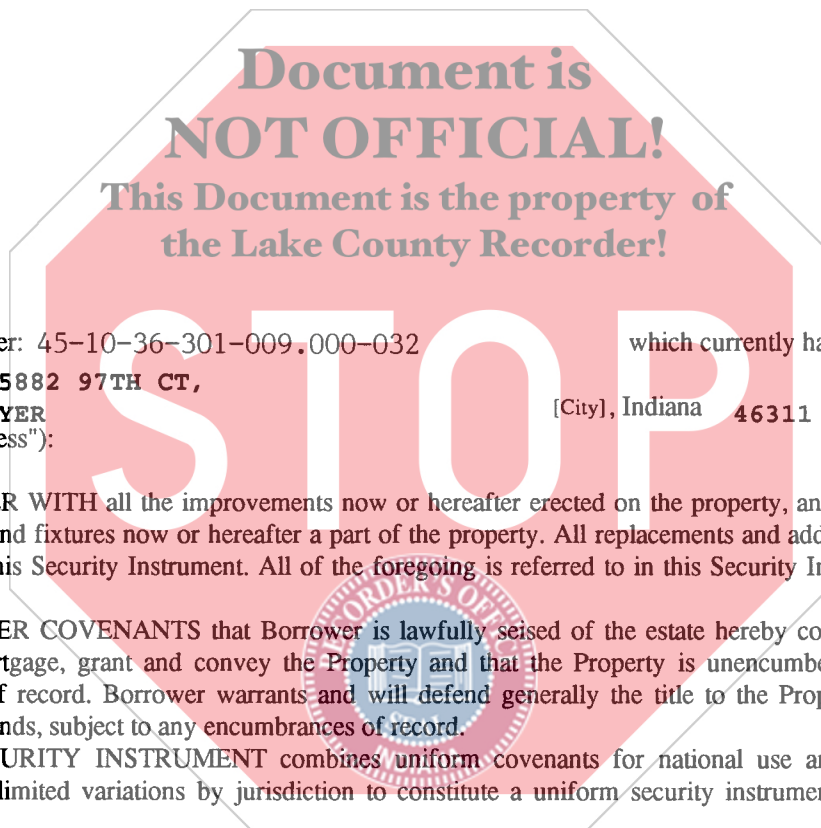 Document is
NOT OFFICIAL!
This Document is the property of
the Lake County Recorder!
STOP
er: 45-10-36-301-009.000-032 which currently ha
5882 97TH CT,
YER [City], Indiana 46311
ess"):
R WITH all the improvements now or hereafter erected on the property, an
nd fixtures now or hereafter a part of the property. All replacements and add
is Security Instrument. All of the foregoing is referred to in this Security In
ER COVENANTS that Borrower is lawfully seised of the estate hereby co
rtgage, grant and convey the Property and that the Property is unencumbe
f record. Borrower warrants and will defend generally the title to the Prop
nds, subject to any encumbrances of record.
URITY INSTRUMENT combines uniform covenants for national use an
limited variations by jurisdiction to constitute a uniform security instrumen
RECORDER'S OFFICE
SEAL
INDIANA